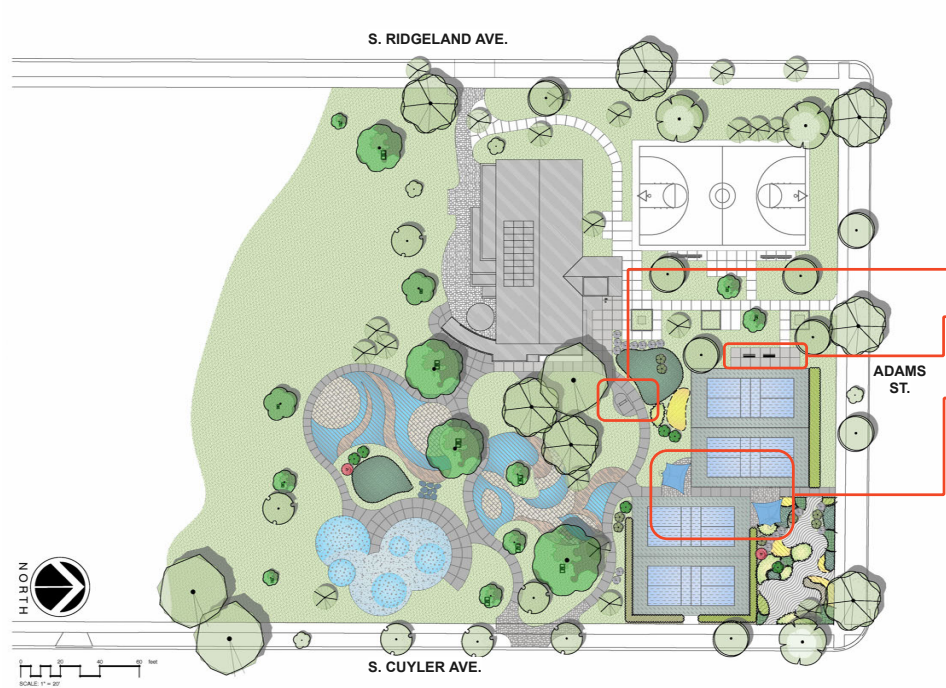 S. RIDGELAND AVE.
ADAMS
ST.
NORTH
0 20 40 60 feet
SCALE: 1" = 20'
S. CUYLER AVE.